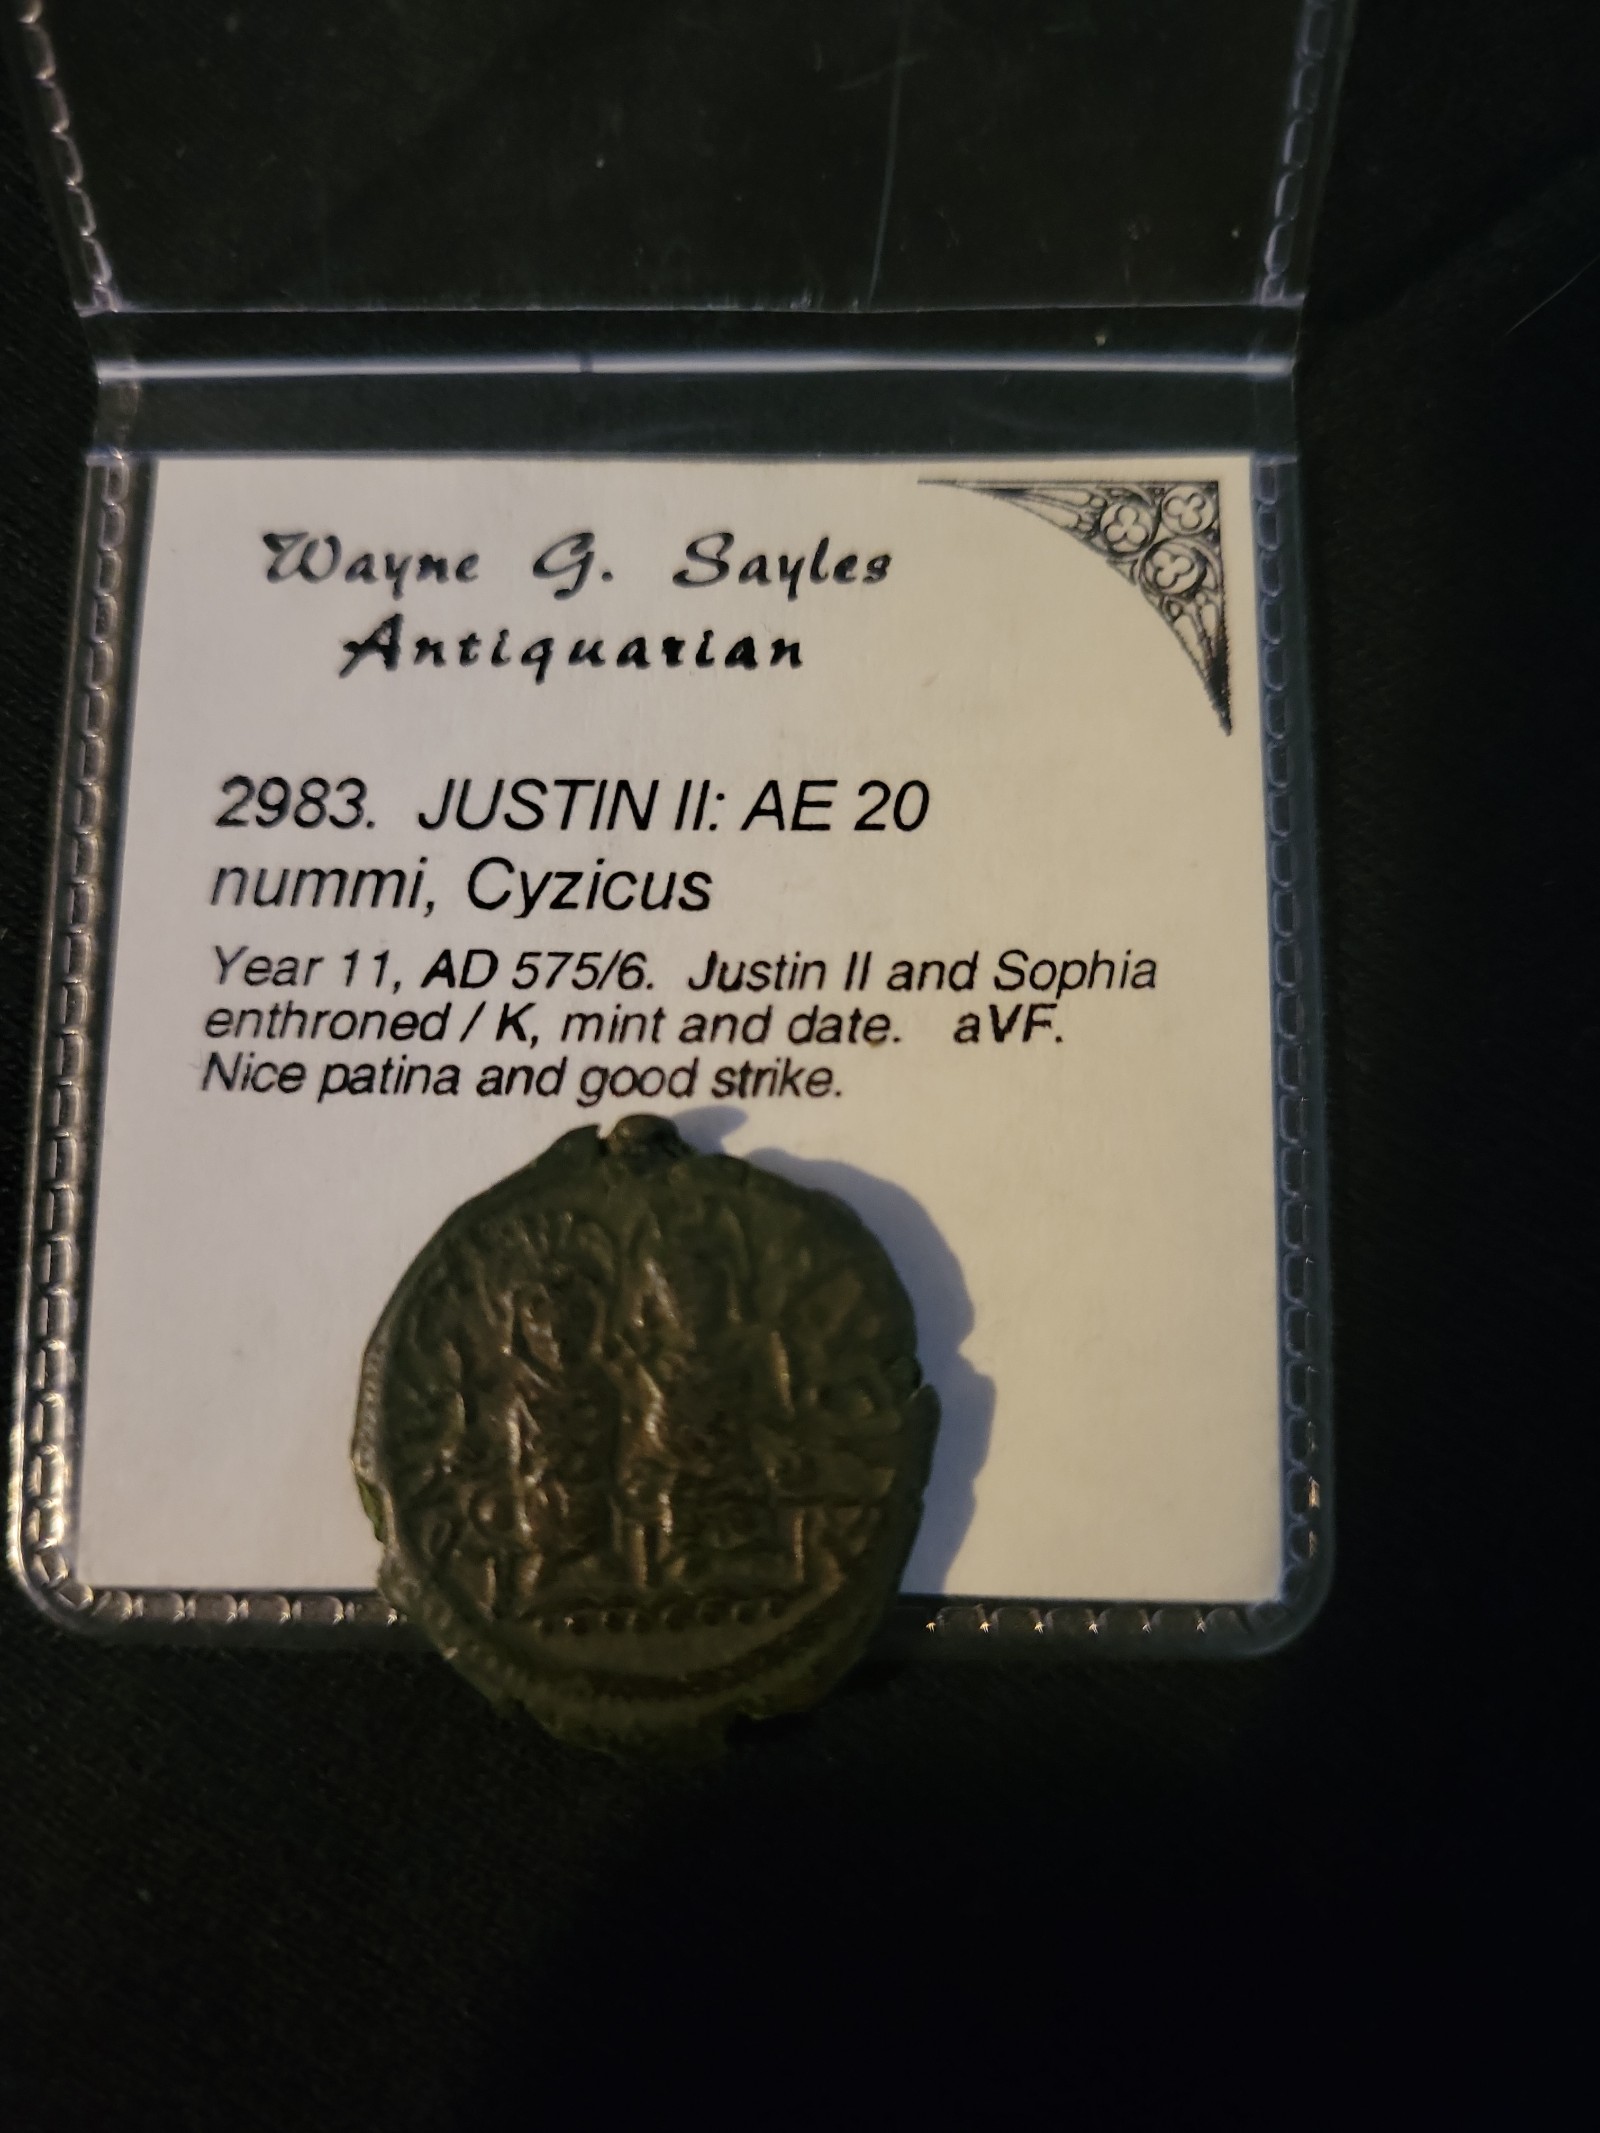 Wayne G. Sayles
Antiquarian
2983. JUSTIN II: AE 20
nummi, Cyzicus
Year 11, AD 575/6. Justin II and Sophia
enthroned / K, mint and date. aVF.
Nice patina and good strike.